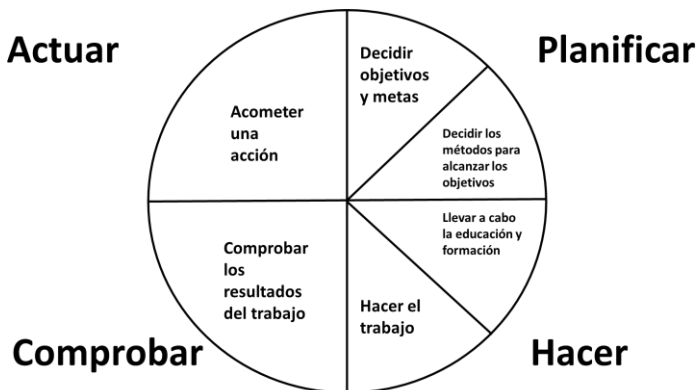 Actuar
Planificar
Decidir
objetivos
y metas
Acometer
una
acción
Decidir los
métodos para
alcanzar los
objetivos
Llevar a cabo
la educación y
formación
Comprobar
los
resultados
del trabajo
Hacer el
trabajo
Comprobar
Hacer